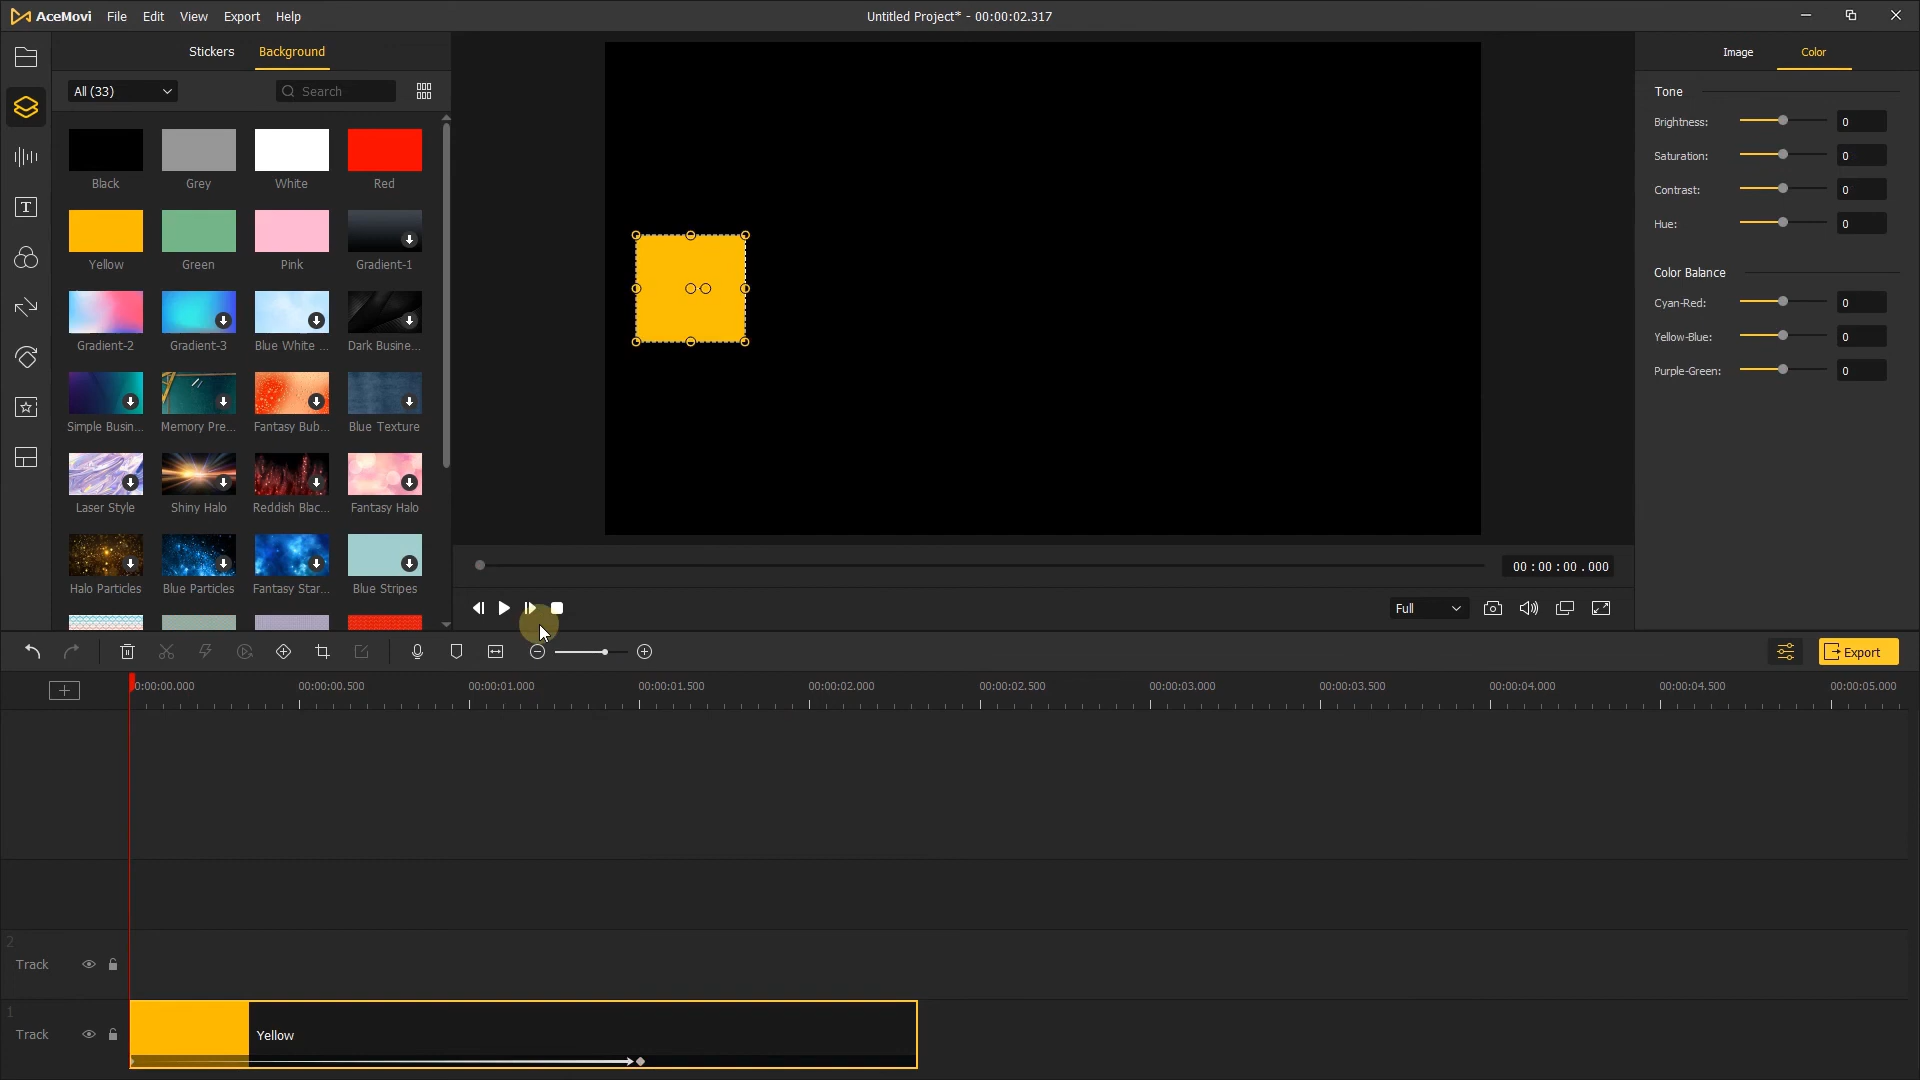 AceMovi File Edit View Export Help
Untitled Project* - 00:00:02.317
Stickers Background
All (33)
Search
Black Grey White Red
Yellow Green Pink Gradient-1
Gradient-2 Gradient-3 Blue White ... Dark Busine...
Simple Busin... Memory Pre... Fantasy Bub... Blue Texture
Laser Style Shiny Halo Reddish Blac... Fantasy Halo
Halo Particles Blue Particles Fantasy Star... Blue Stripes
Image Color
Tone
Brightness: 0
Saturation: 0
Contrast: 0
Hue: 0
Color Balance
Cyan-Red: 0
Yellow-Blue: 0
Purple-Green: 0
00:00:00.000
Full
Export
0:00:00.000 00:00:00.500 00:00:01.000 00:00:01.500 00:00:02.000 00:00:02.500 00:00:03.000 00:00:03.500 00:00:04.000 00:00:04.500 00:00:05.000
2
Track
1
Track
Yellow